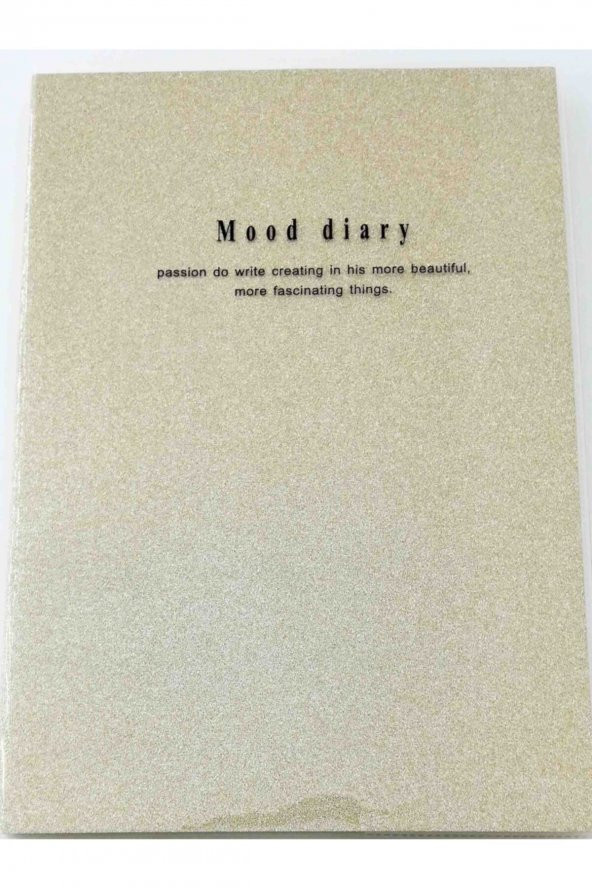 Mood diary
passion do write creating in his more beautiful,
more fascinating things.